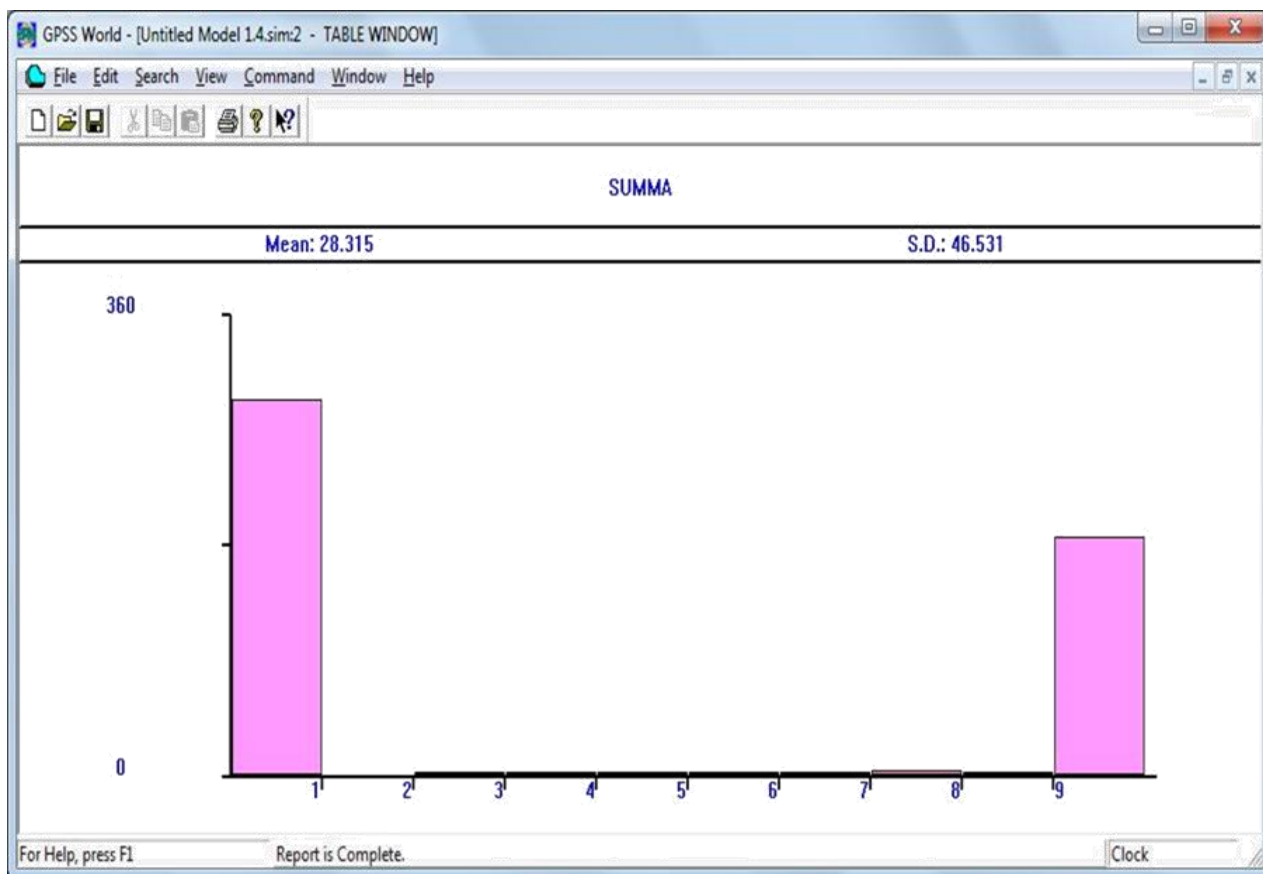 GPSS World - [Untitled Model 1.4.sim:2 - TABLE WINDOW]
File Edit Search View Command Window Help
SUMMA
Mean: 28.315 S.D.: 46.531
360
0
1 2 3 4 5 6 7 8 9
For Help, press F1 Report is Complete. Clock